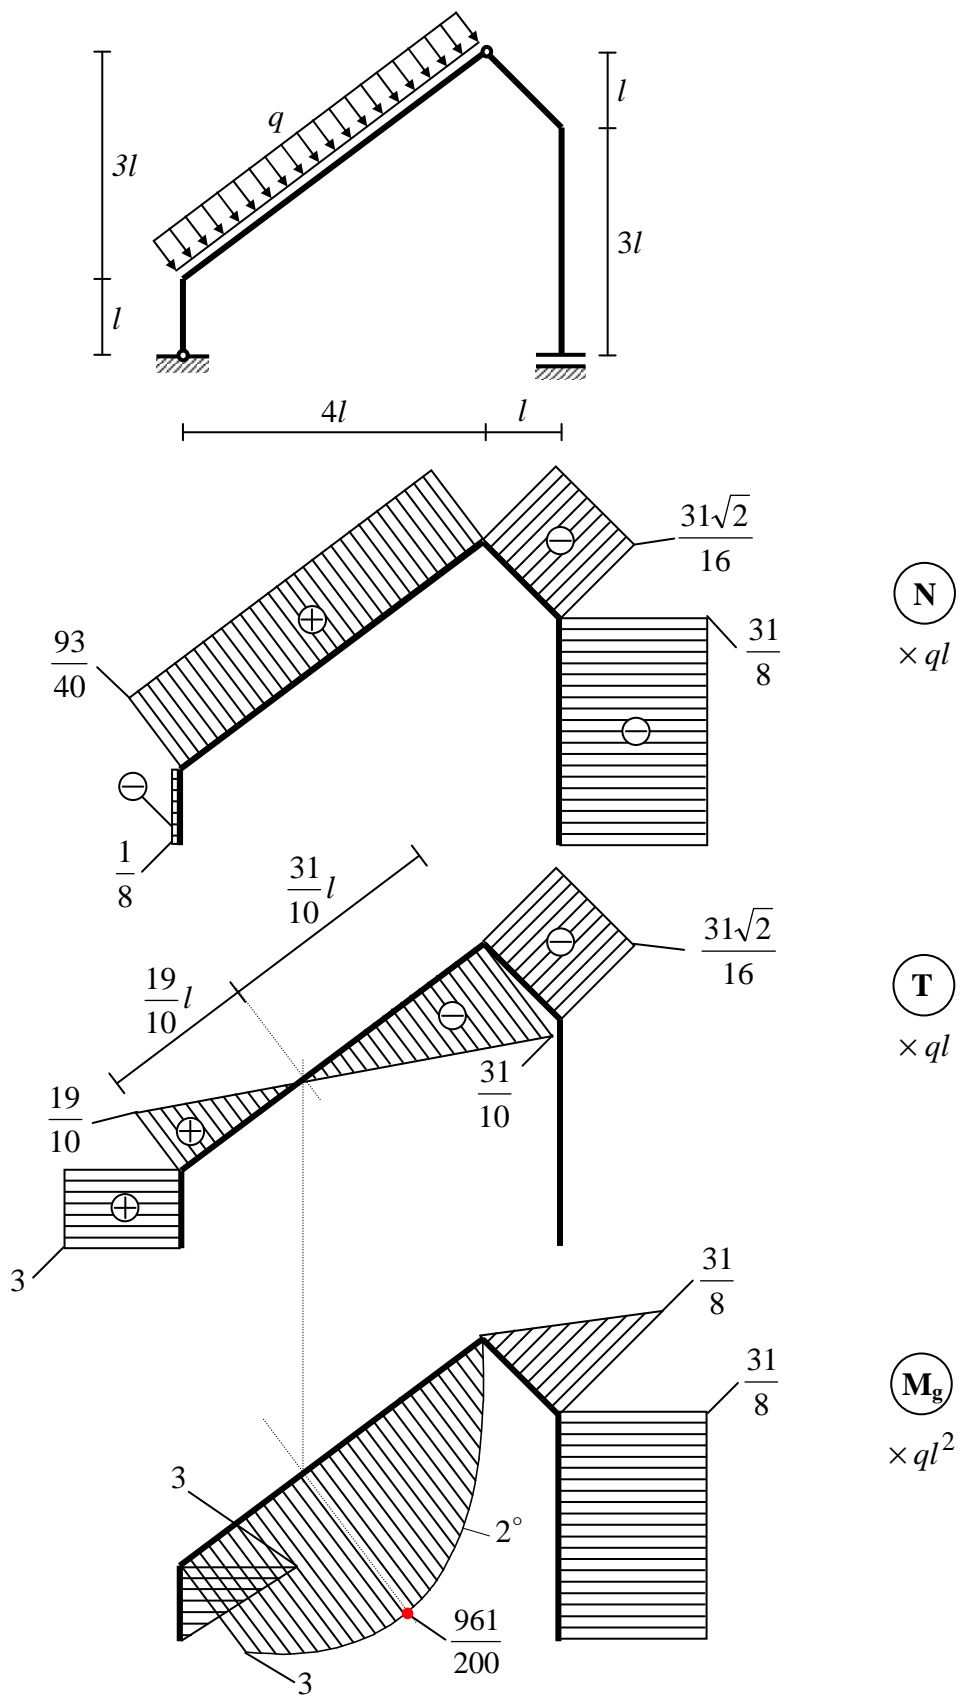 q
3l
l
l
3l
4l
l
93/40
1/8
31√2/16
31/8
N
× ql
31/10 l
19/10 l
19/10
3
31/10
31√2/16
T
× ql
3
3
2°
961/200
31/8
31/8
Mg
× ql²